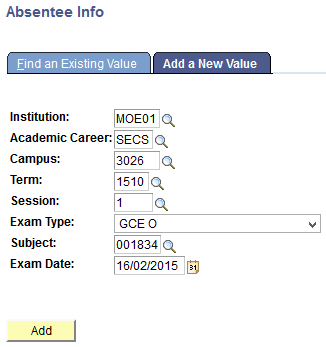 Absentee Info
Find an Existing Value Add a New Value
Institution: MOE01
Academic Career: SECS
Campus: 3026
Term: 1510
Session: 1
Exam Type: GCE O
Subject: 001834
Exam Date: 16/02/2015 31
Add